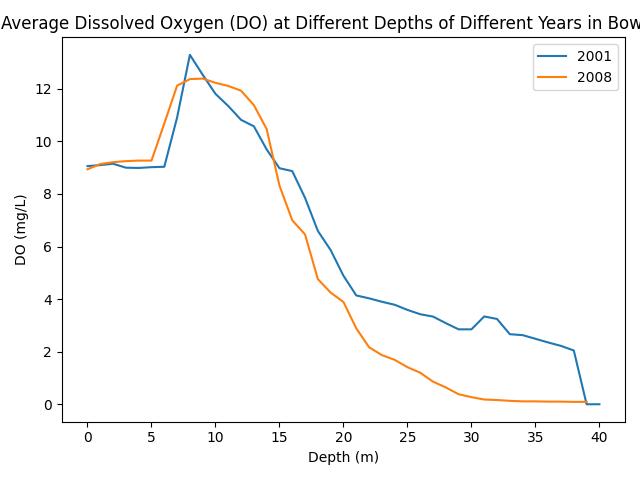 Average Dissolved Oxygen (DO) at Different Depths of Different Years in Bow
2001
2008
DO (mg/L)
12
10
8
6
4
2
0
0 5 10 15 20 25 30 35 40
Depth (m)